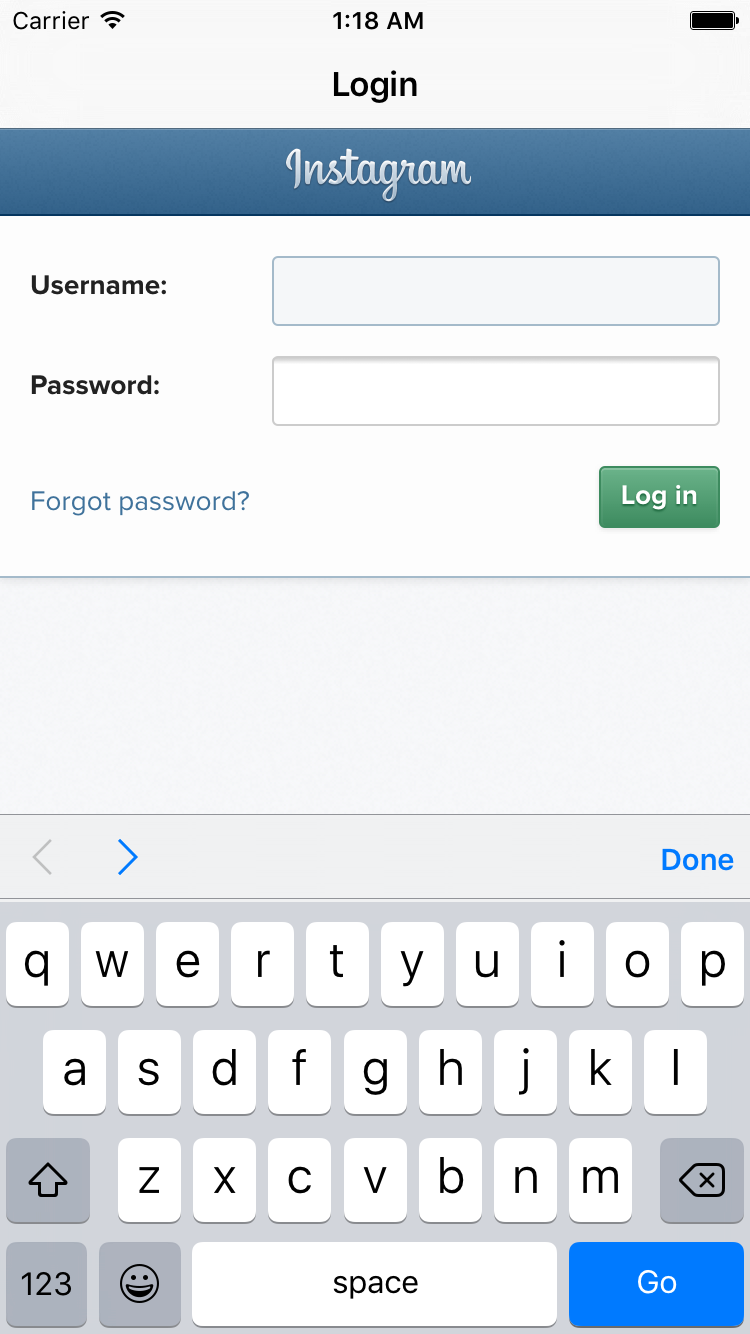 Carrier 1:18 AM
Login
Instagram
Username:
Password:
Forgot password? Log in
Done
q w e r t y u i o p
a s d f g h j k l
z x c v b n m
123 space Go